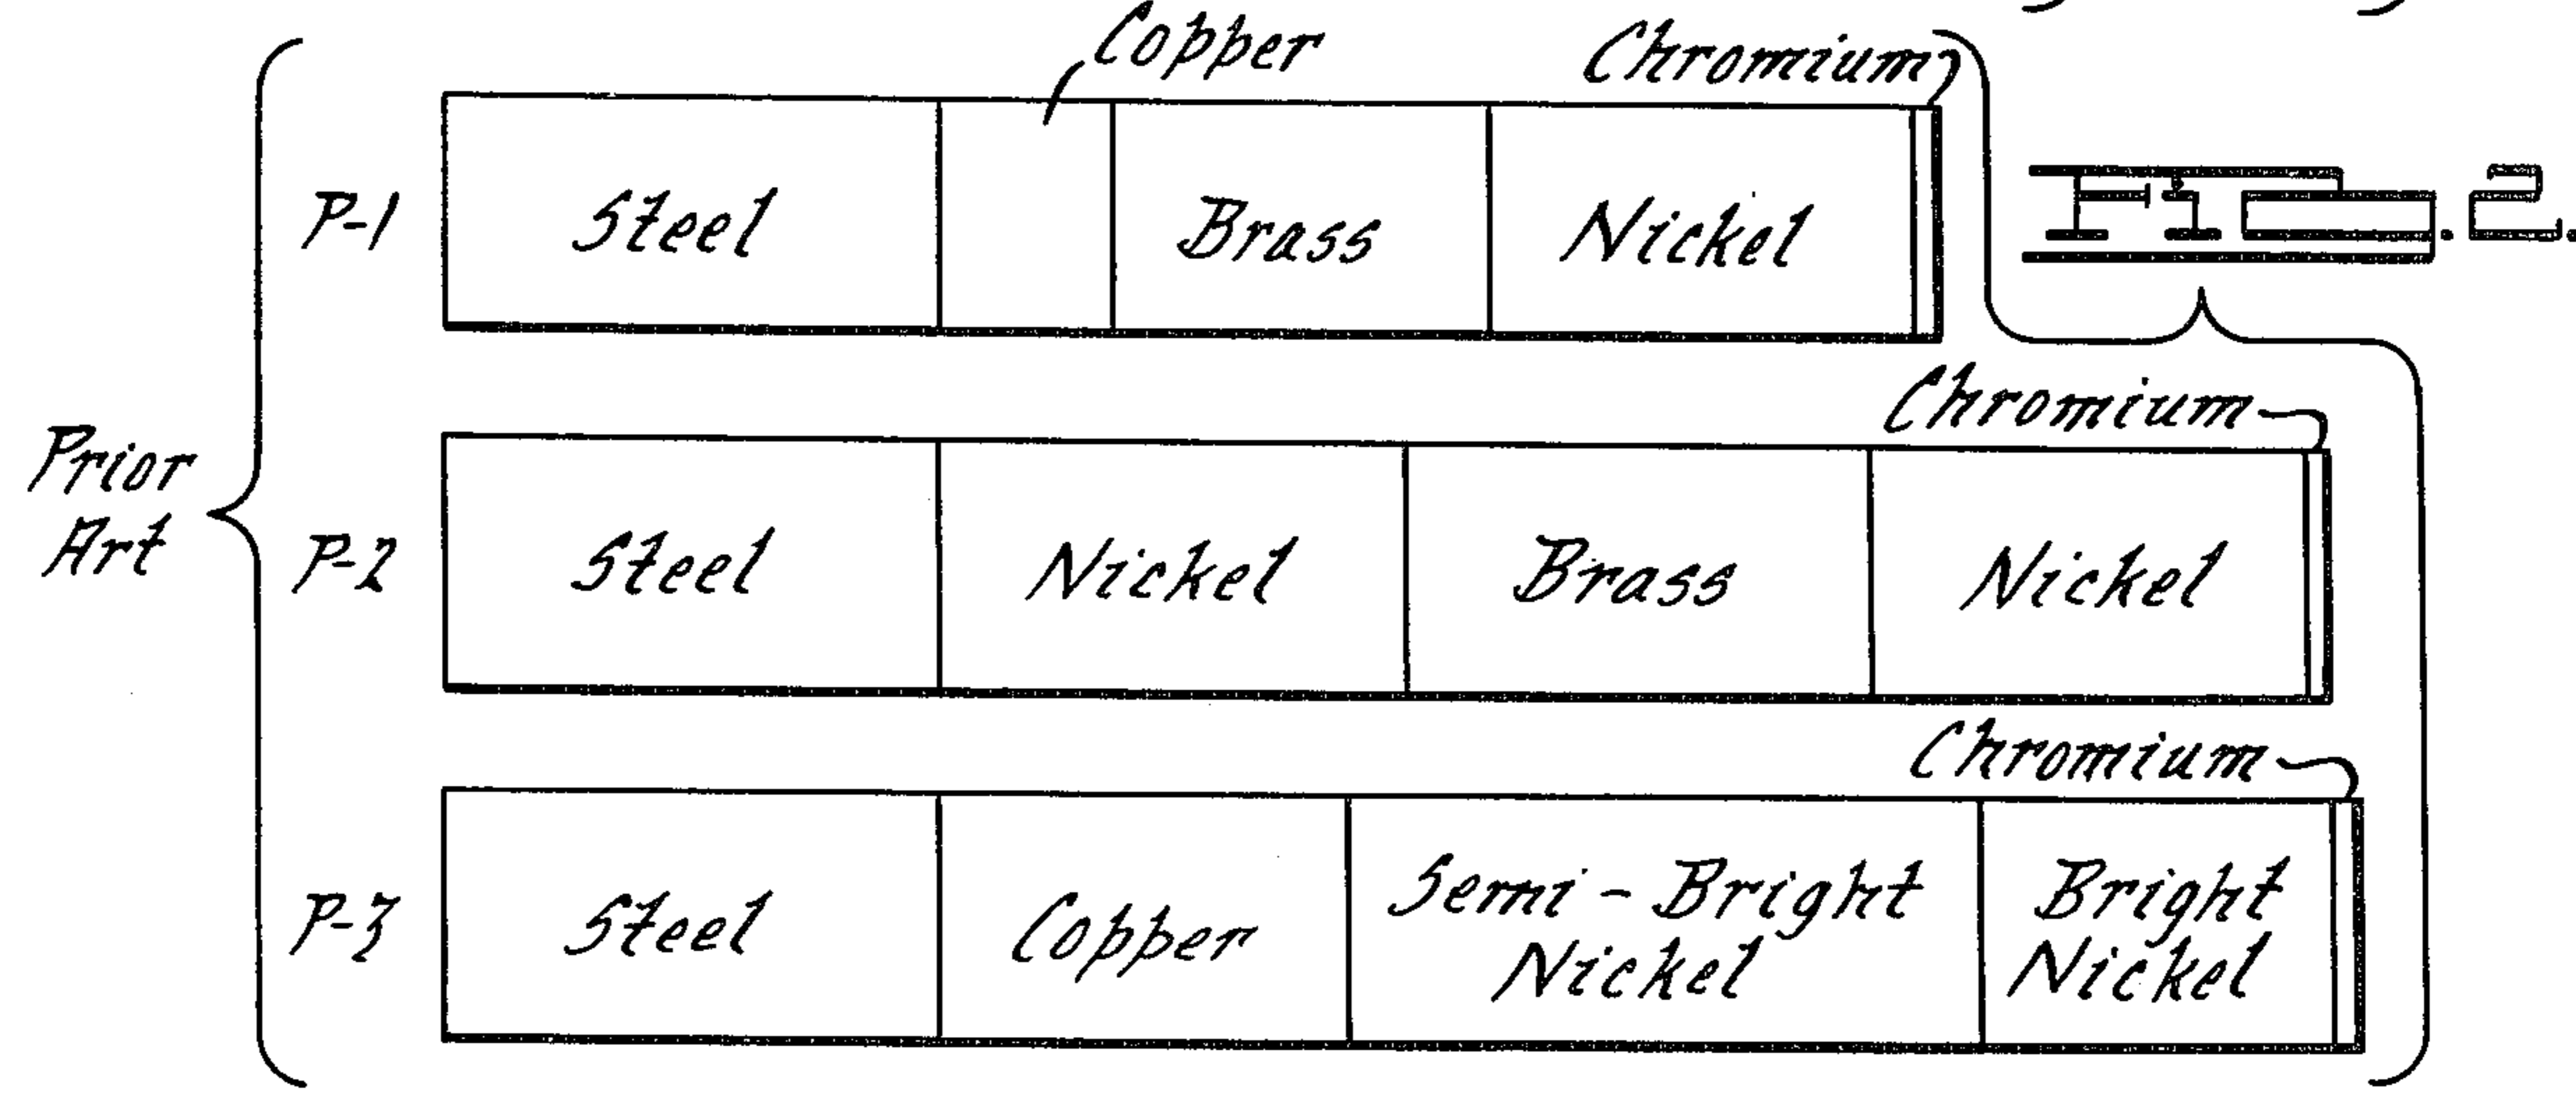 Copper
Chromium
P-1
Steel
Brass
Nickel
FIG. 2.
Chromium
Prior
Art
P-2
Steel
Nickel
Brass
Nickel
Chromium
P-3
Steel
Copper
Semi-Bright
Nickel
Bright
Nickel